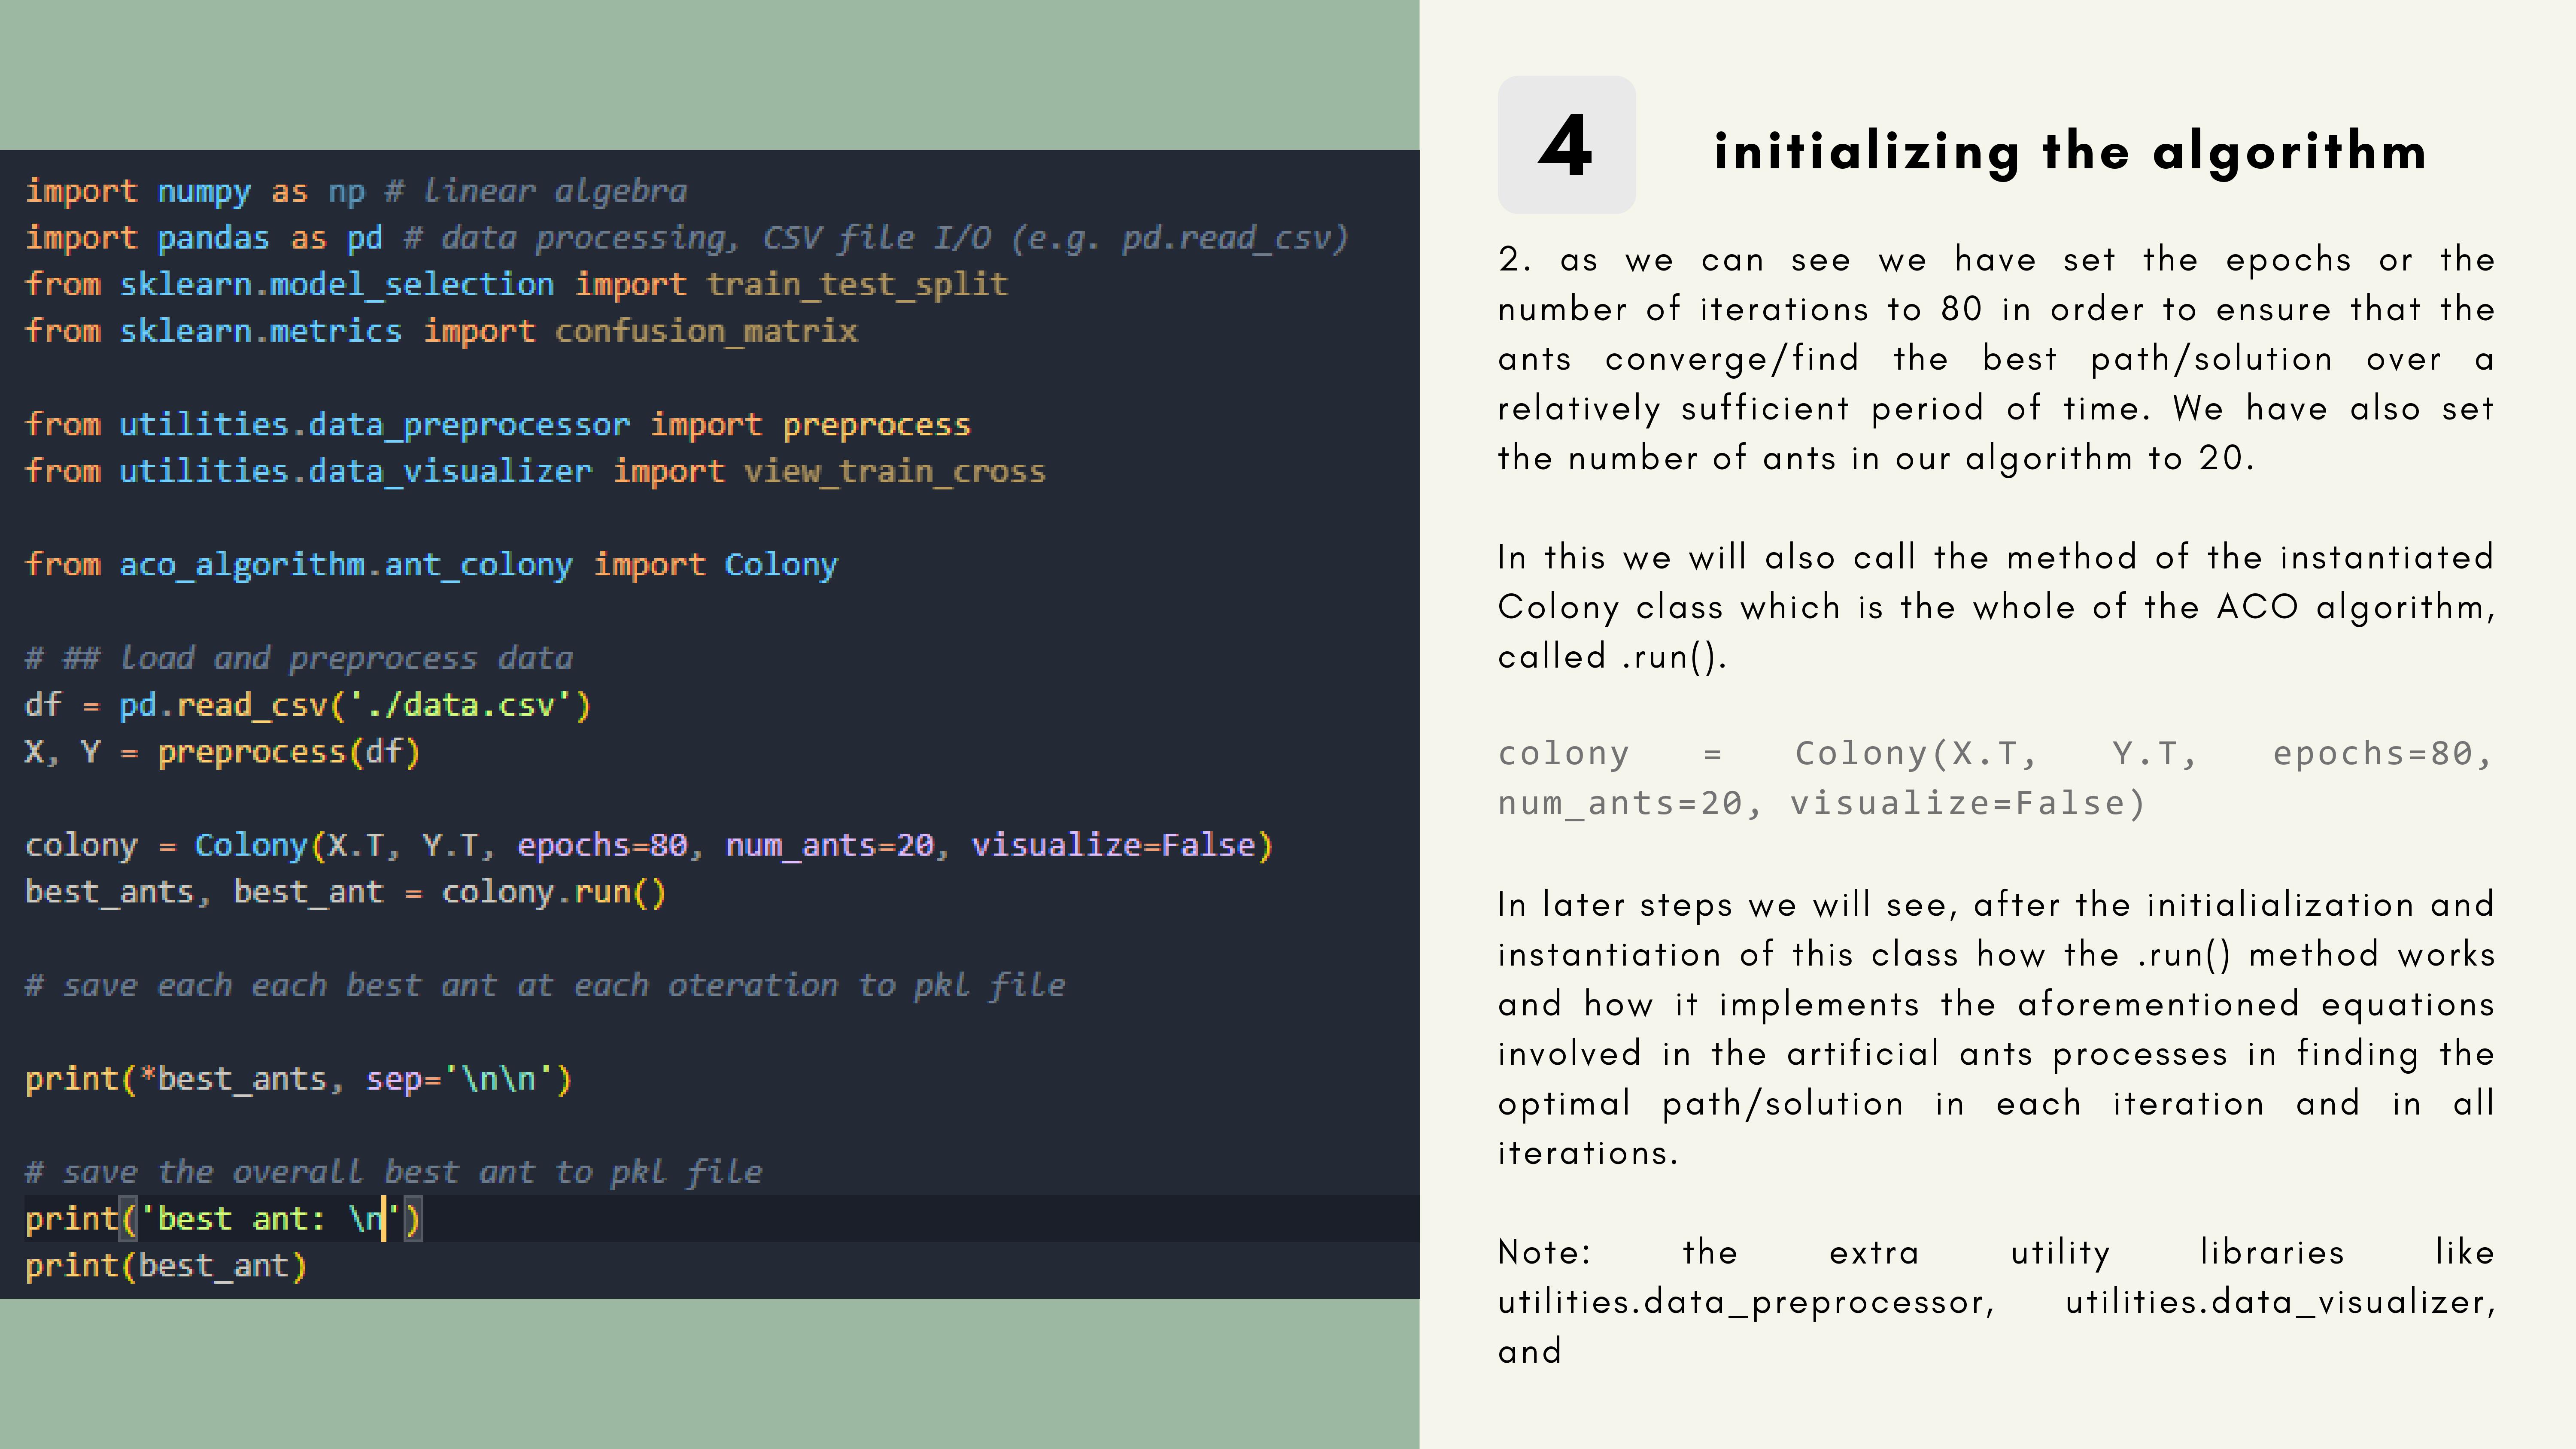 import numpy as np # linear algebra
import pandas as pd # data processing, CSV file I/O (e.g. pd.read_csv)
from sklearn.model_selection import train_test_split
from sklearn.metrics import confusion_matrix
from utilities.data_preprocessor import preprocess
from utilities.data_visualizer import view_train_cross
from aco_algorithm.ant_colony import Colony
# ## load and preprocess data
df = pd.read_csv('./data.csv')
X, Y = preprocess(df)
colony = Colony(X.T, Y.T, epochs=80, num_ants=20, visualize=False)
best_ants, best_ant = colony.run()
# save each each best ant at each oteration to pkl file
print(*best_ants, sep='\n\n')
# save the overall best ant to pkl file
print('best ant: \n')
print(best_ant)
4 initializing the algorithm
2. as we can see we have set the epochs or the
number of iterations to 80 in order to ensure that the
ants converge/find the best path/solution over a
relatively sufficient period of time. We have also set
the number of ants in our algorithm to 20.
In this we will also call the method of the instantiated
Colony class which is the whole of the ACO algorithm,
called .run().
colony = Colony(X.T, Y.T, epochs=80,
num_ants=20, visualize=False)
In later steps we will see, after the initialialization and
instantiation of this class how the .run() method works
and how it implements the aforementioned equations
involved in the artificial ants processes in finding the
optimal path/solution in each iteration and in all
iterations.
Note: the extra utility libraries like
utilities.data_preprocessor, utilities.data_visualizer,
and